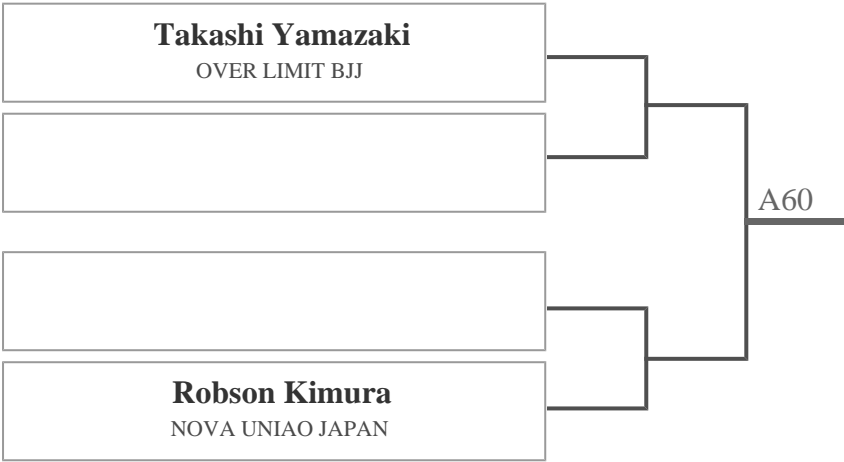 Takashi Yamazaki
OVER LIMIT BJJ
A60
Robson Kimura
NOVA UNIAO JAPAN